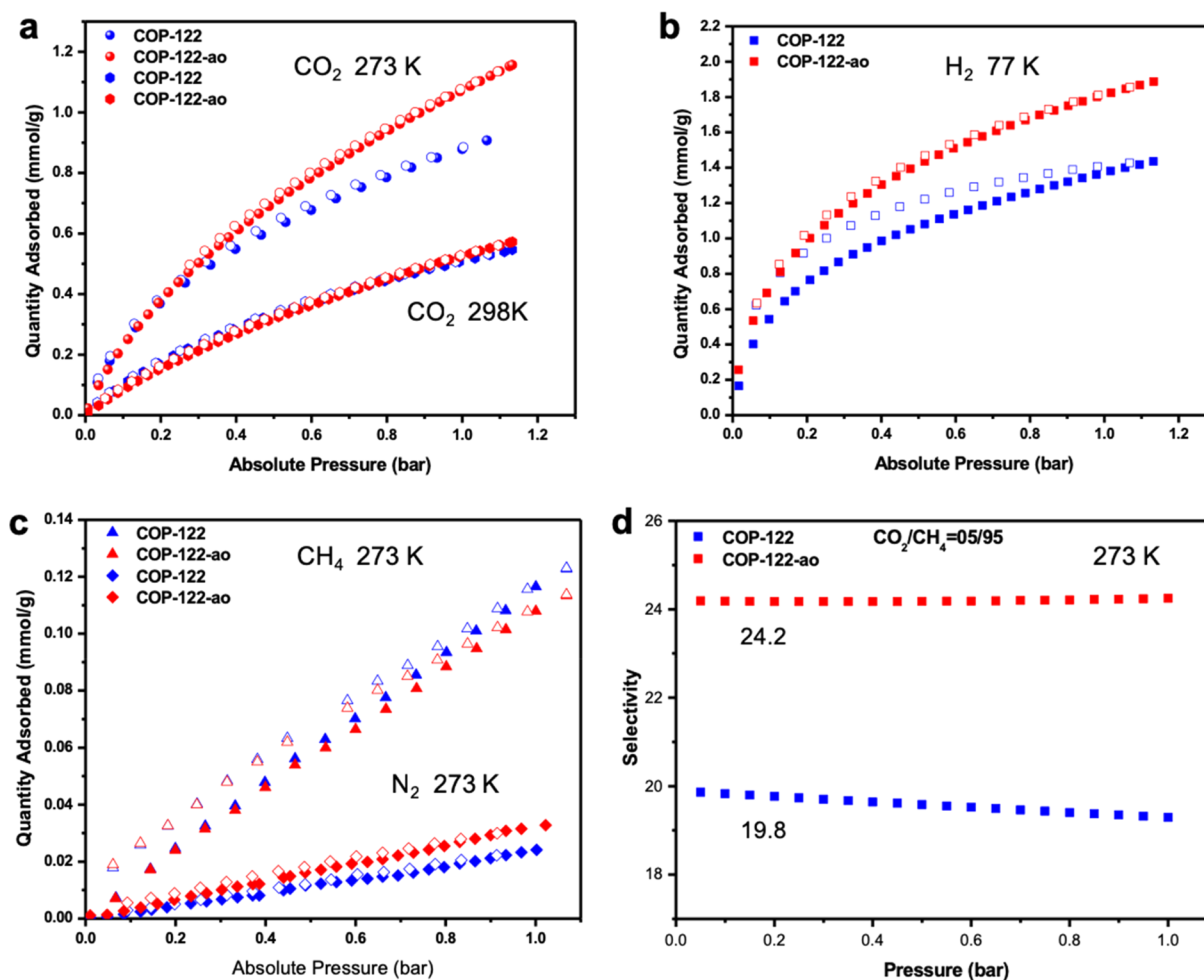 a
COP-122
COP-122-ao
COP-122
COP-122-ao
CO2 273 K
CO2 298K
Quantity Adsorbed (mmol/g)
1.2
1.0
0.8
0.6
0.4
0.2
0.0
0.0 0.2 0.4 0.6 0.8 1.0 1.2
Absolute Pressure (bar)
b
COP-122
COP-122-ao
H2 77 K
Quantity Adsorbed (mmol/g)
2.2
2.0
1.8
1.6
1.4
1.2
1.0
0.8
0.6
0.4
0.2
0.0
0.0 0.2 0.4 0.6 0.8 1.0 1.2
Absolute Pressure (bar)
c
COP-122
COP-122-ao
COP-122
COP-122-ao
CH4 273 K
N2 273 K
Quantity Adsorbed (mmol/g)
0.14
0.12
0.10
0.08
0.06
0.04
0.02
0.00
0.0 0.2 0.4 0.6 0.8 1.0
Absolute Pressure (bar)
d
COP-122
COP-122-ao
CO2/CH4=05/95
273 K
24.2
19.8
Selectivity
26
24
22
20
18
0.0 0.2 0.4 0.6 0.8 1.0
Pressure (bar)